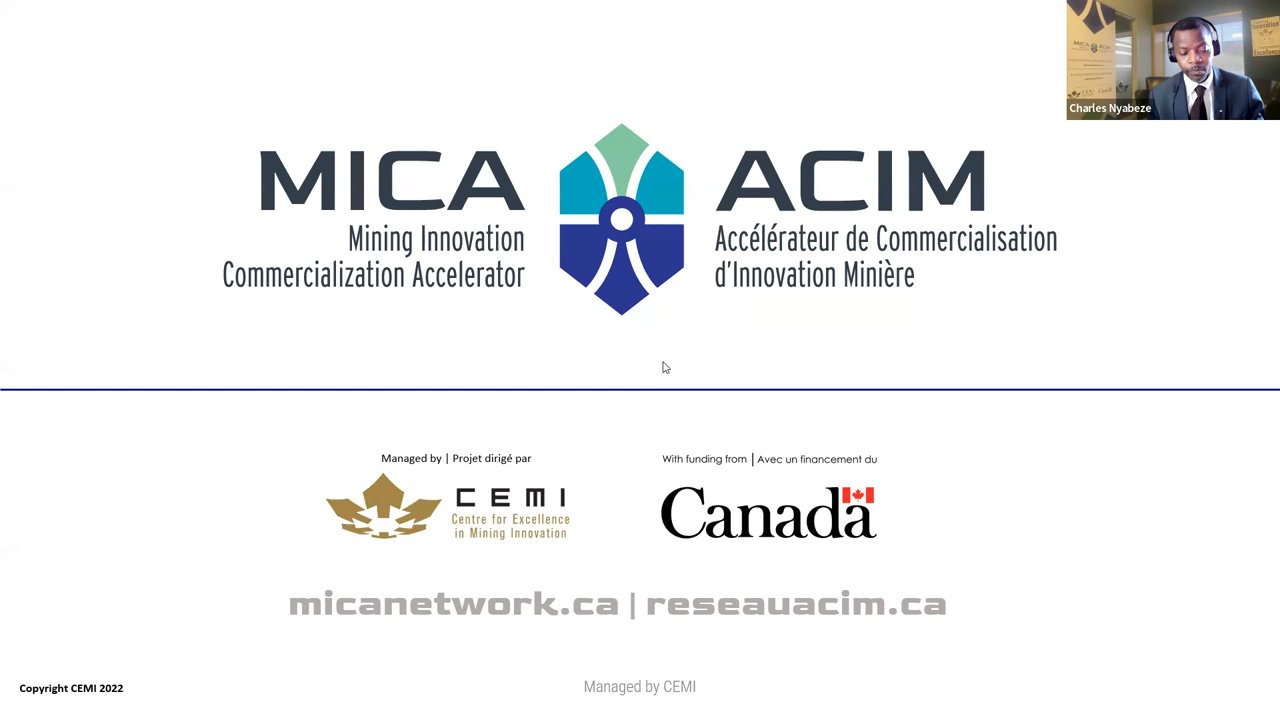 Charles Nyabeze
MICA
Mining Innovation
Commercialization Accelerator
ACIM
Accélérateur de Commercialisation
d'Innovation Minière
Managed by | Projet dirigé par
CEMI
Centre for Excellence
in Mining Innovation
With funding from | Avec un financement du
Canada
micanetwork.ca | reseauacim.ca
Copyright CEMI 2022
Managed by CEMI